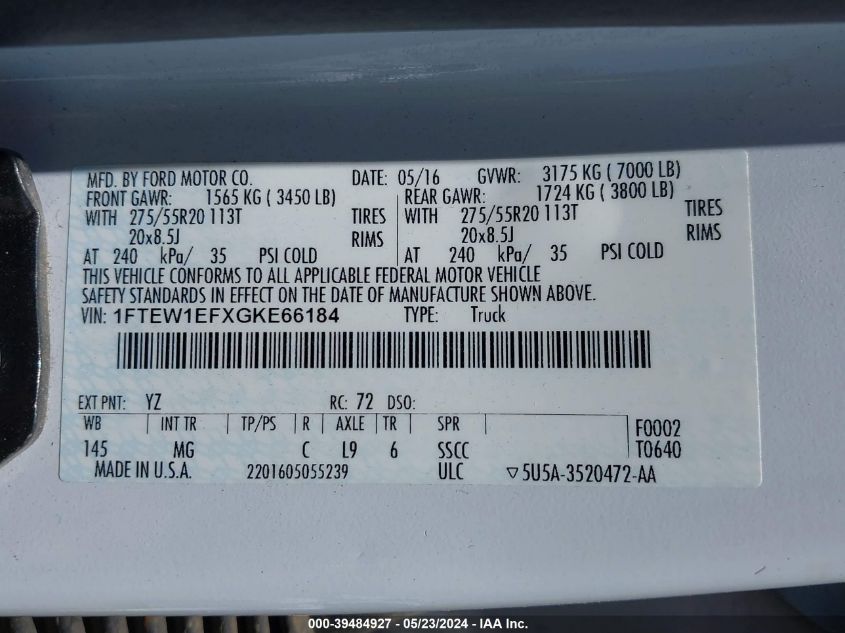 MFD. BY FORD MOTOR CO. DATE: 05/16 GVWR: 3175 KG ( 7000 LB)
FRONT GAWR: 1565 KG ( 3450 LB) REAR GAWR: 1724 KG ( 3800 LB)
WITH 275/55R20 113T TIRES WITH 275/55R20 113T TIRES
20x8.5J RIMS 20x8.5J RIMS
AT 240 kPa/ 35 PSI COLD AT 240 kPa/ 35 PSI COLD
THIS VEHICLE CONFORMS TO ALL APPLICABLE FEDERAL MOTOR VEHICLE
SAFETY STANDARDS IN EFFECT ON THE DATE OF MANUFACTURE SHOWN ABOVE.
VIN: 1FTEW1EFXGKE66184 TYPE: Truck
EXT PNT: YZ RC: 72 DSO:
WB INT TR TP/PS R AXLE TR SPR F0002
145 MG C L9 6 SSCC T0640
MADE IN U.S.A. 2201605055239 ULC ▽5U5A-3520472-AA
000-39484927 - 05/23/2024 - IAA Inc.